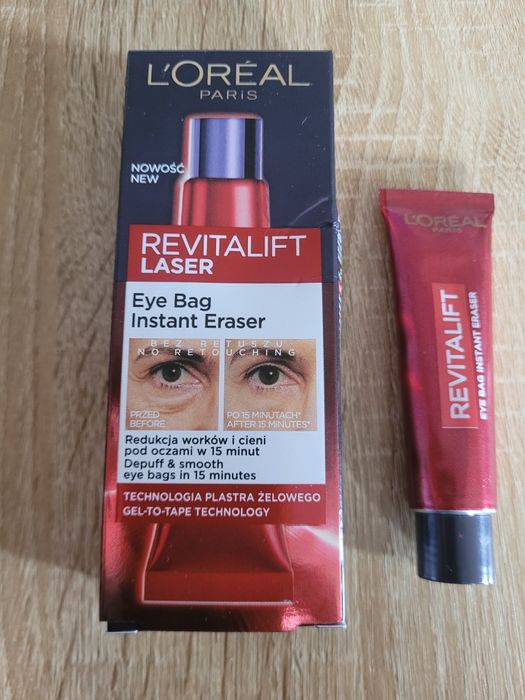 L'ORÉAL
PARIS
NOWOŚĆ
NEW
REVITALIFT
LASER
Eye Bag
Instant Eraser
BEZ RETUSZU
NO RETOUCHING
PRZED
BEFORE
PO 15 MINUTACH*
AFTER 15 MINUTES*
Redukcja worków i cieni
pod oczami w 15 minut
Depuff & smooth
eye bags in 15 minutes
TECHNOLOGIA PLASTRA ŻELOWEGO
GEL-TO-TAPE TECHNOLOGY
L'ORÉAL
PARIS
REVITALIFT
EYE BAG INSTANT ERASER